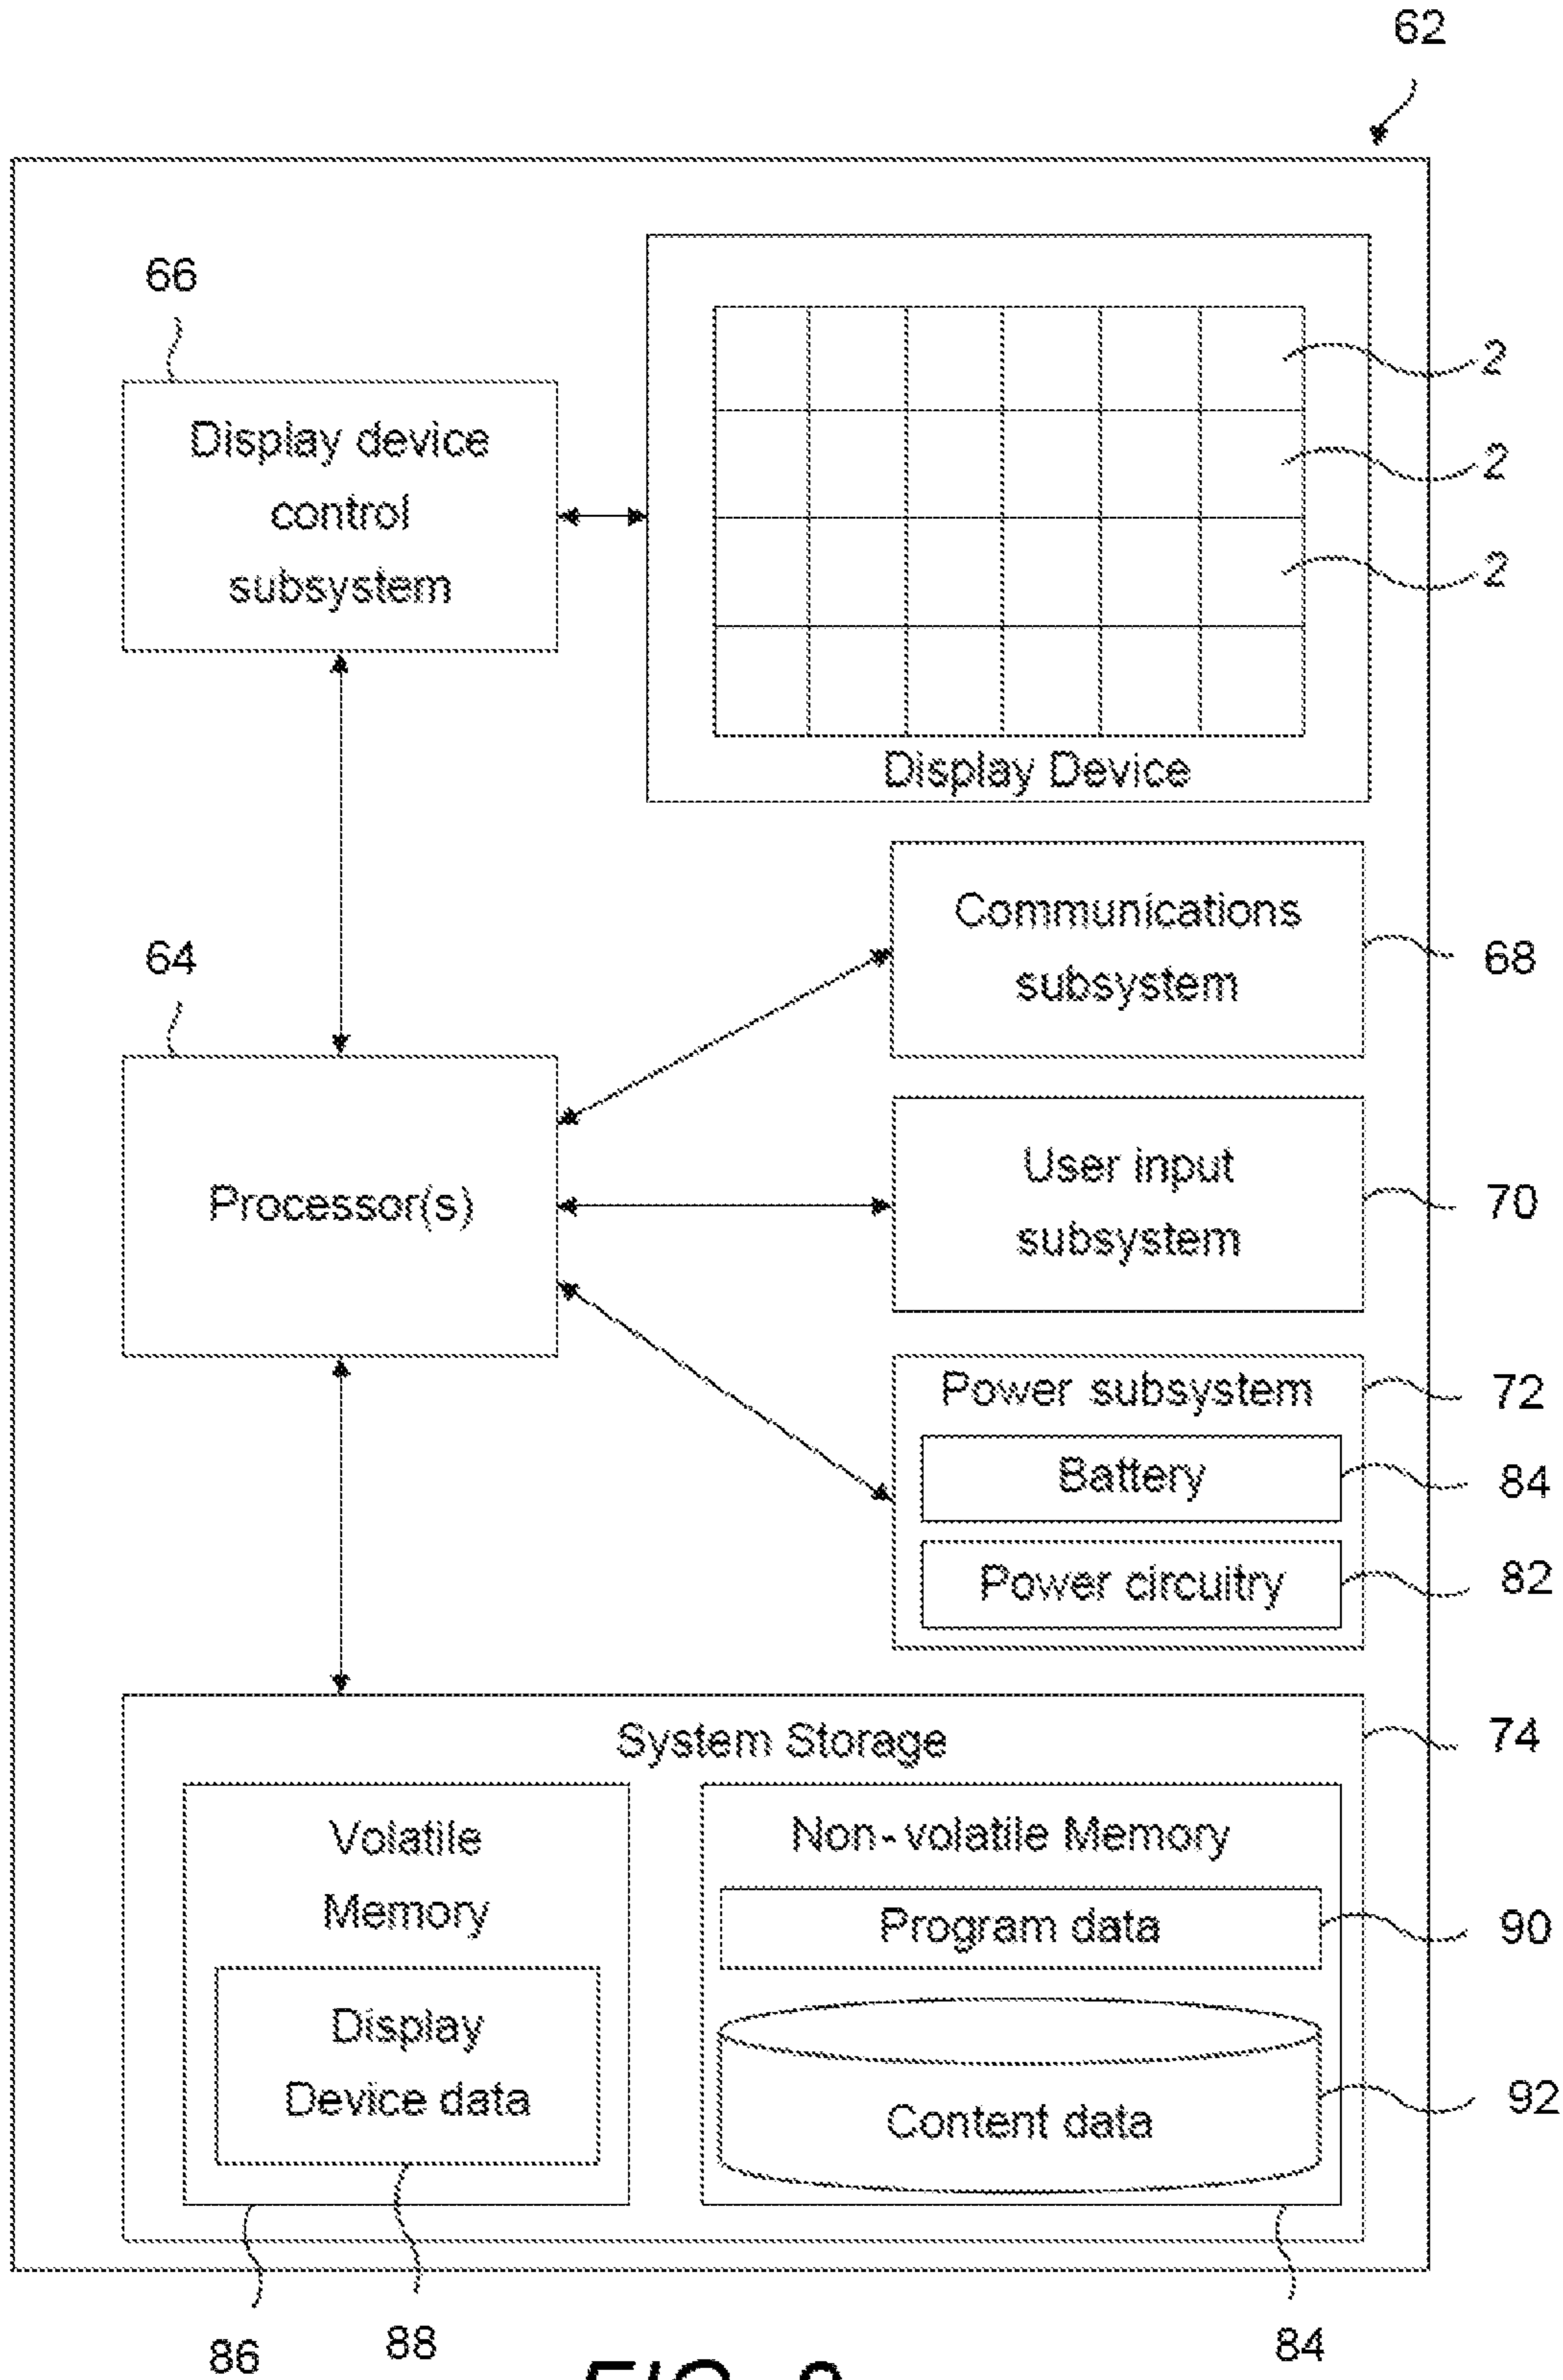 62
66
Display device
control
subsystem
2
2
2
Display Device
Communications
subsystem
68
64
Processor(s)
User input
subsystem
70
Power subsystem
72
Battery
84
Power circuitry
82
System Storage
74
Volatile
Memory
Non-volatile Memory
Program data
90
Display
Device data
Content data
92
86
88
84